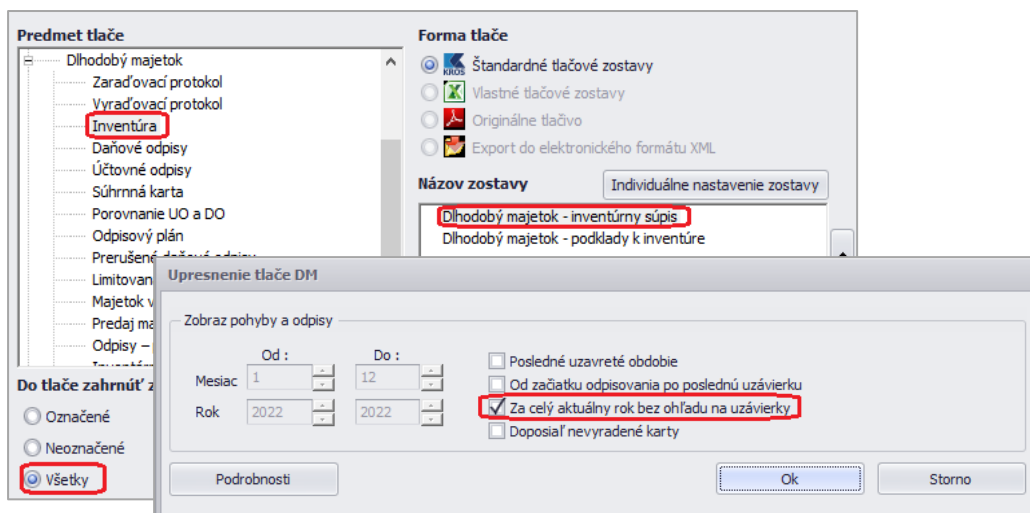 Predmet tlače
Dlhodobý majetok
Zaraďovací protokol
Vyraďovací protokol
Inventúra
Daňové odpisy
Účtovné odpisy
Súhrnná karta
Porovnanie UO a DO
Odpisový plán
Prerušené daňové odpisy
Limitovan
Majetok v
Predaj ma
Odpisy –
Do tlače zahrnúť z
Označené
Neoznačené
Všetky
Forma tlače
KROS
Štandardné tlačové zostavy
Vlastné tlačové zostavy
Originálne tlačivo
Export do elektronického formátu XML
Názov zostavy
Individuálne nastavenie zostavy
Dlhodobý majetok - inventúrny súpis
Dlhodobý majetok - podklady k inventúre
Upresnenie tlače DM
Zobraz pohyby a odpisy
Od : Do :
Mesiac 1 12
Rok 2022 2022
Posledné uzavreté obdobie
Od začiatku odpisovania po poslednú uzávierku
Za celý aktuálny rok bez ohľadu na uzávierky
Doposiaľ nevyradené karty
Podrobnosti
Ok
Storno